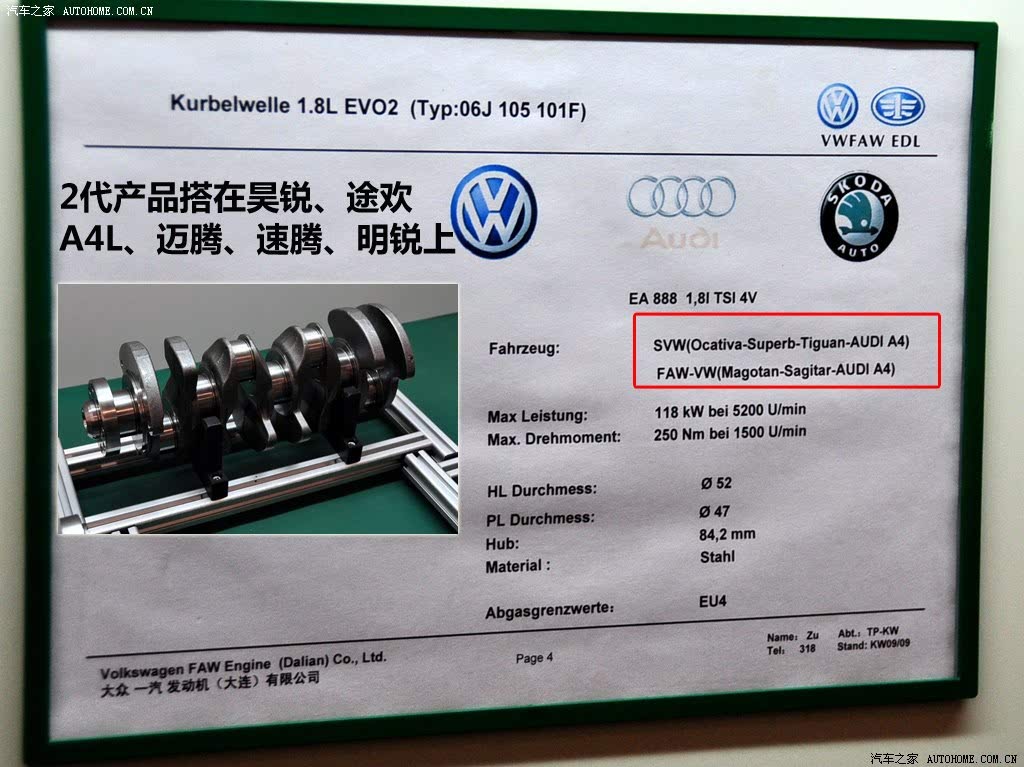 汽车之家 AUTOHOME.COM.CN
Kurbelwelle 1.8L EVO2 (Typ:06J 105 101F)
VWFAW EDL
2代产品搭在昊锐、途欢
A4L、迈腾、速腾、明锐上
Audi
SKODA
AUTO
EA 888 1,8l TSI 4V
Fahrzeug: SVW(Ocativa-Superb-Tiguan-AUDI A4)
FAW-VW(Magotan-Sagitar-AUDI A4)
Max Leistung: 118 kW bei 5200 U/min
Max. Drehmoment: 250 Nm bei 1500 U/min
HL Durchmess: Ø 52
PL Durchmess: Ø 47
Hub: 84,2 mm
Material : Stahl
Abgasgrenzwerte: EU4
Volkswagen FAW Engine (Dalian) Co., Ltd.
大众 一汽 发动机（大连）有限公司
Page 4
Name: Zu Abt.: TP-KW
Tel: 318 Stand: KW09/09
汽车之家 AUTOHOME.COM.CN